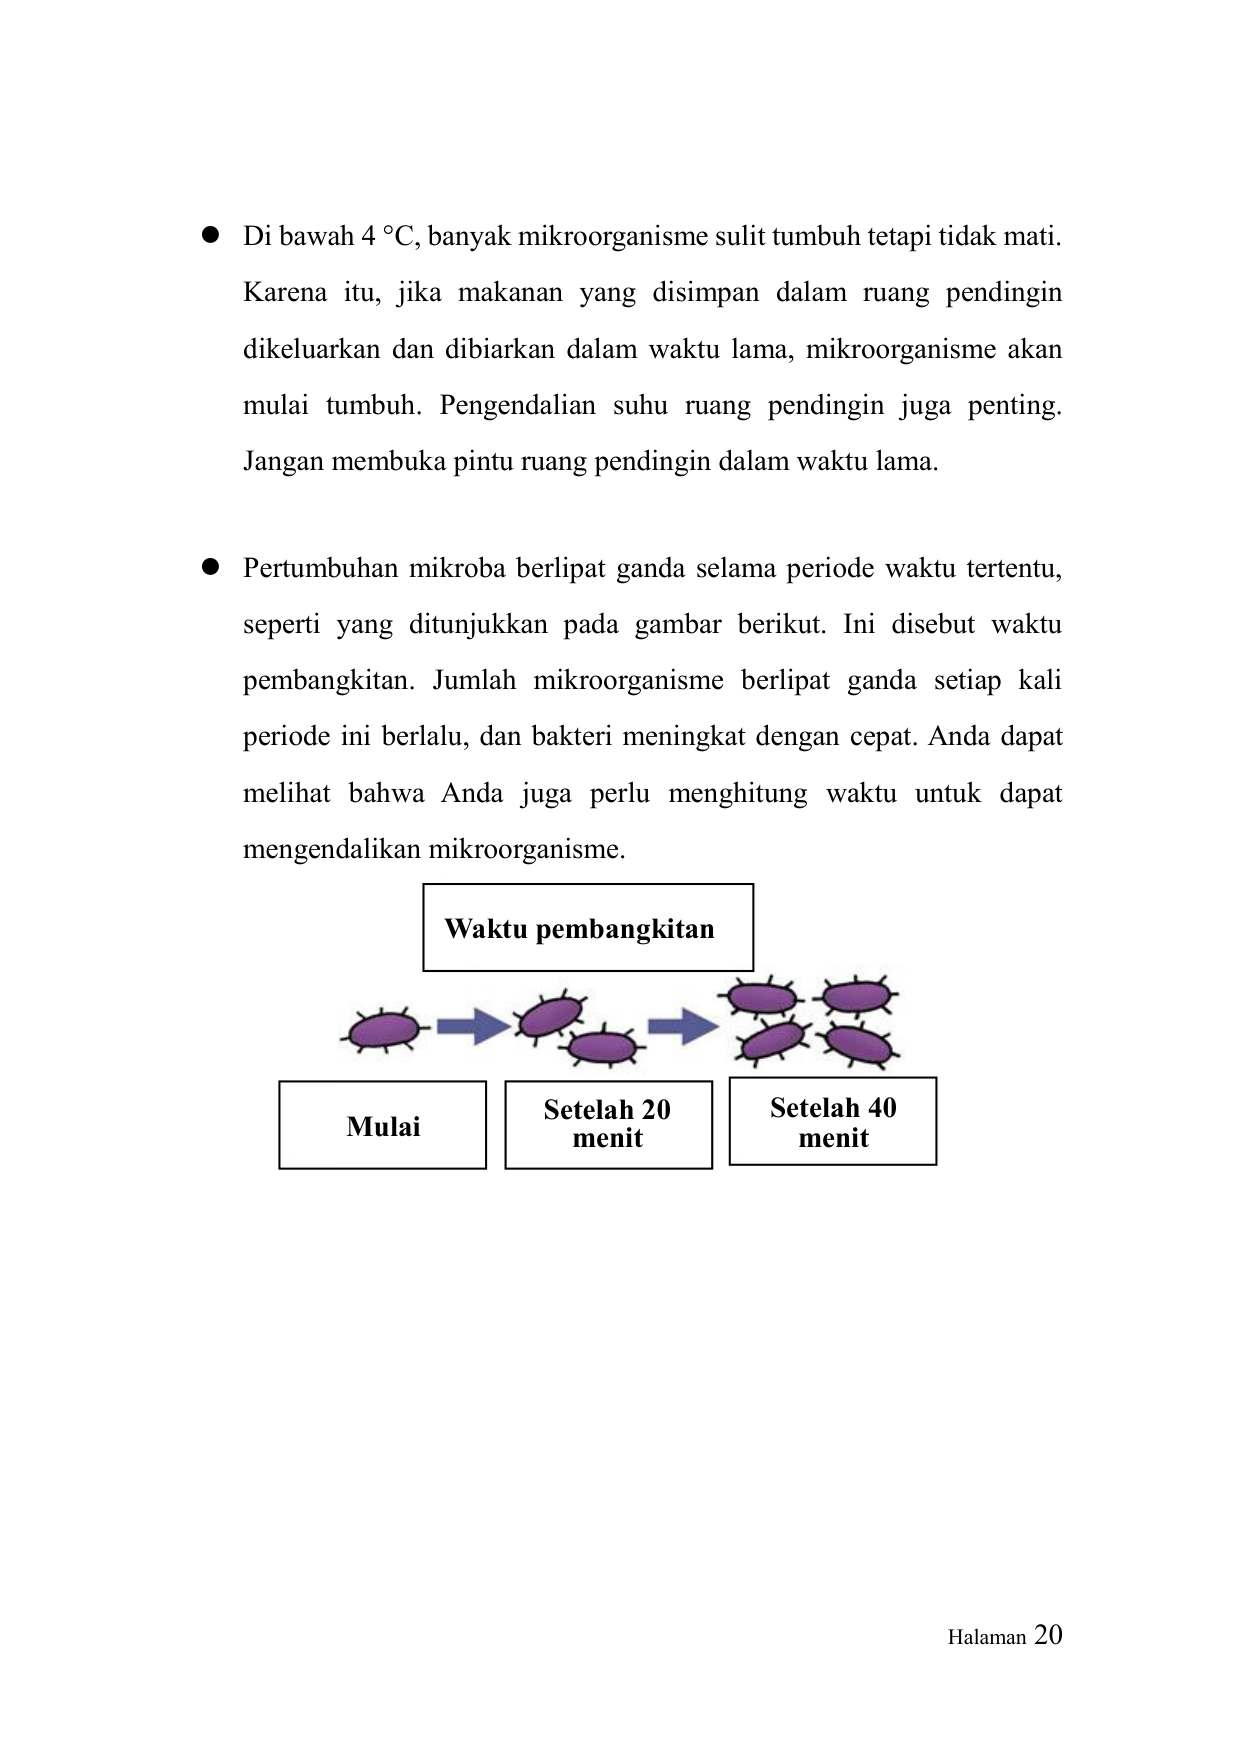 ● Di bawah 4 °C, banyak mikroorganisme sulit tumbuh tetapi tidak mati.
Karena itu, jika makanan yang disimpan dalam ruang pendingin
dikeluarkan dan dibiarkan dalam waktu lama, mikroorganisme akan
mulai tumbuh. Pengendalian suhu ruang pendingin juga penting.
Jangan membuka pintu ruang pendingin dalam waktu lama.
● Pertumbuhan mikroba berlipat ganda selama periode waktu tertentu,
seperti yang ditunjukkan pada gambar berikut. Ini disebut waktu
pembangkitan. Jumlah mikroorganisme berlipat ganda setiap kali
periode ini berlalu, dan bakteri meningkat dengan cepat. Anda dapat
melihat bahwa Anda juga perlu menghitung waktu untuk dapat
mengendalikan mikroorganisme.
Waktu pembangkitan
Mulai
Setelah 20
menit
Setelah 40
menit
Halaman 20